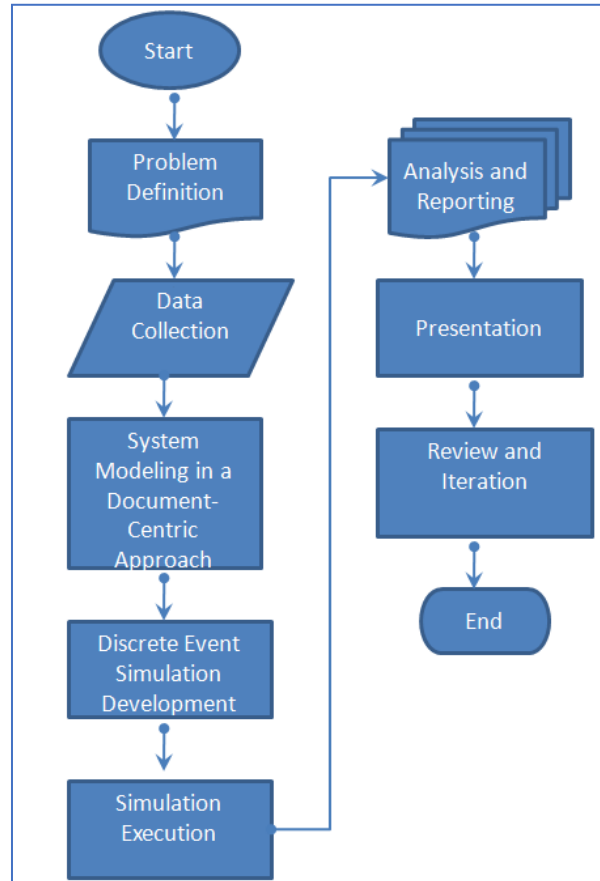 Start
Problem
Definition
Data
Collection
System
Modeling in a
Document-
Centric
Approach
Discrete Event
Simulation
Development
Simulation
Execution
Analysis and
Reporting
Presentation
Review and
Iteration
End